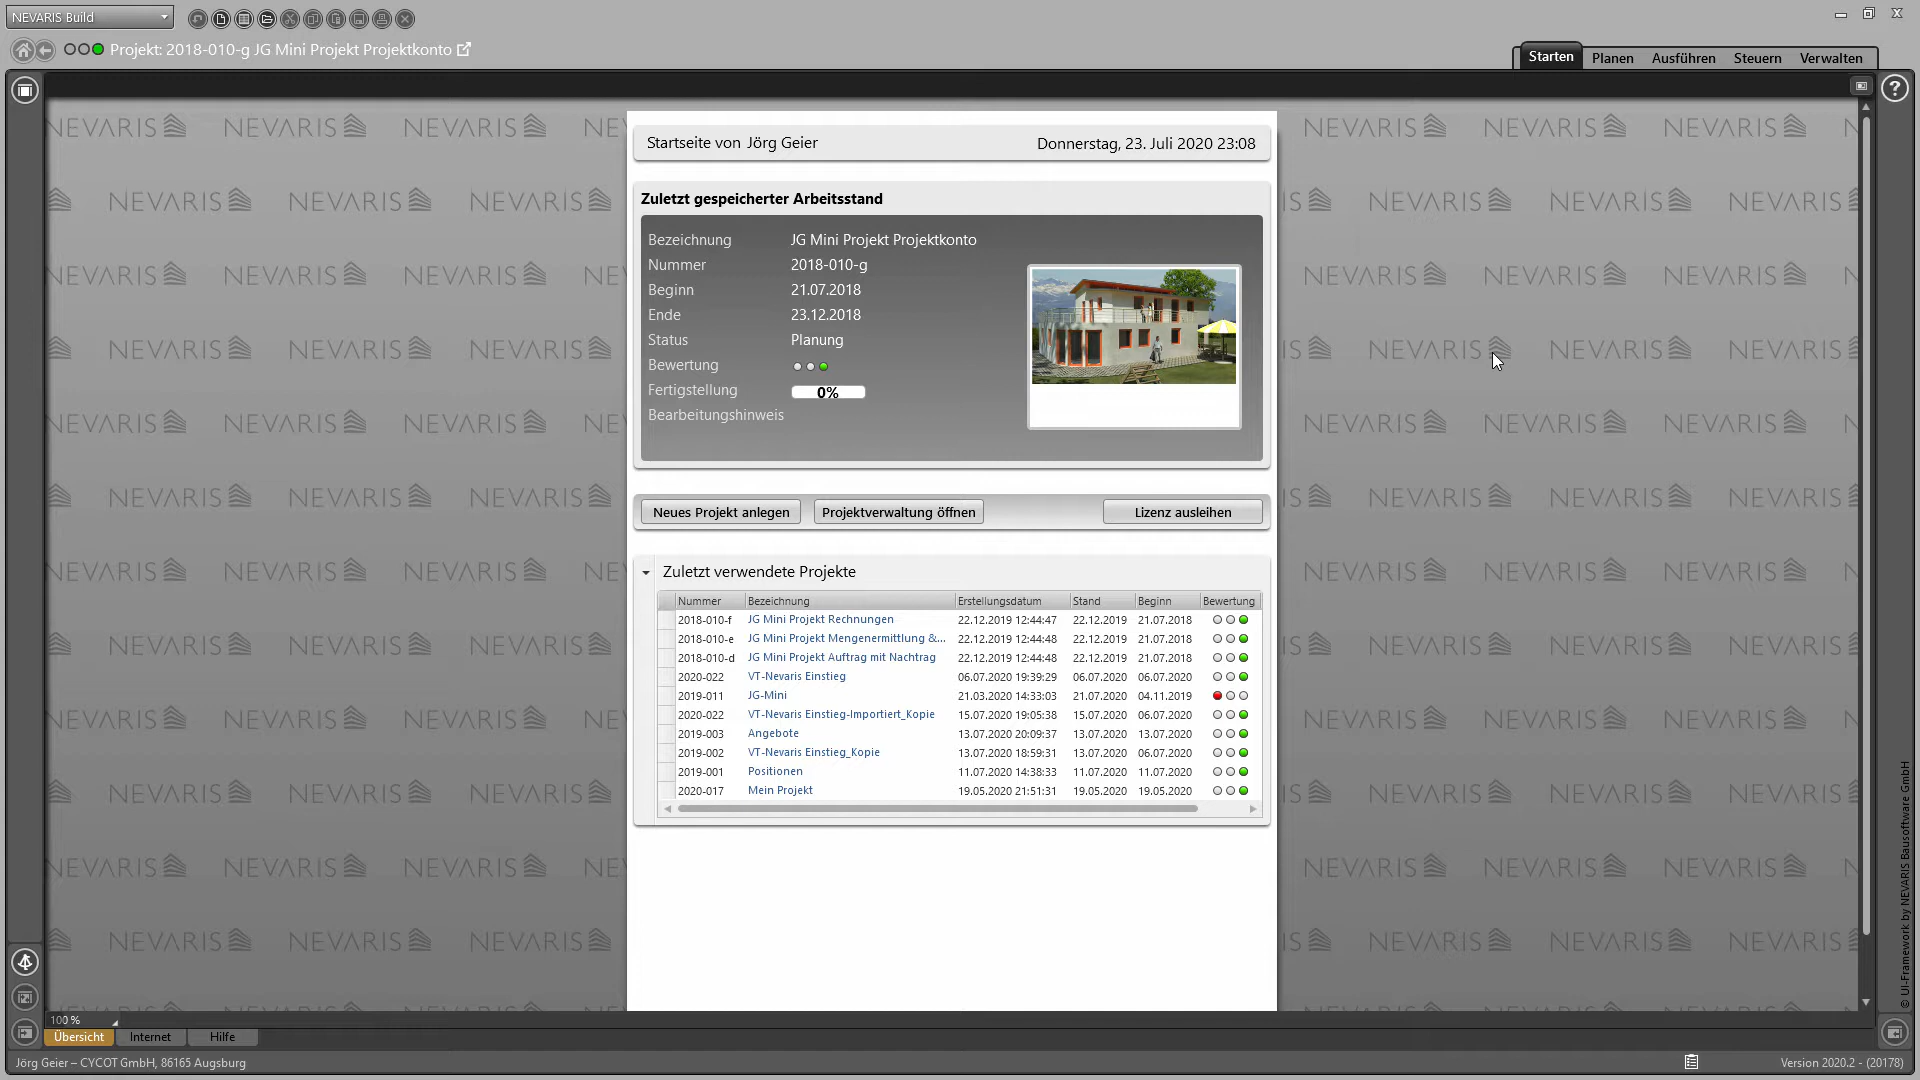 NEVARIS Build
Projekt: 2018-010-g JG Mini Projekt Projektkonto
Starten Planen Ausführen Steuern Verwalten
Startseite von Jörg Geier
Donnerstag, 23. Juli 2020 23:08
Zuletzt gespeicherter Arbeitsstand
Bezeichnung JG Mini Projekt Projektkonto
Nummer 2018-010-g
Beginn 21.07.2018
Ende 23.12.2018
Status Planung
Bewertung
Fertigstellung 0%
Bearbeitungshinweis
Neues Projekt anlegen Projektverwaltung öffnen Lizenz ausleihen
Zuletzt verwendete Projekte
Nummer Bezeichnung Erstellungsdatum Stand Beginn Bewertung
2018-010-f JG Mini Projekt Rechnungen 22.12.2019 12:44:47 22.12.2019 21.07.2018
2018-010-e JG Mini Projekt Mengenermittlung &... 22.12.2019 12:44:48 22.12.2019 21.07.2018
2018-010-d JG Mini Projekt Auftrag mit Nachtrag 22.12.2019 12:44:48 22.12.2019 21.07.2018
2020-022 VT-Nevaris Einstieg 06.07.2020 19:39:29 06.07.2020 06.07.2020
2019-011 JG-Mini 21.03.2020 14:33:03 21.07.2020 04.11.2019
2020-022 VT-Nevaris Einstieg-Importiert_Kopie 15.07.2020 19:05:38 15.07.2020 06.07.2020
2019-003 Angebote 13.07.2020 20:09:37 13.07.2020 13.07.2020
2019-002 VT-Nevaris Einstieg_Kopie 13.07.2020 18:59:31 13.07.2020 06.07.2020
2019-001 Positionen 11.07.2020 14:38:33 11.07.2020 11.07.2020
2020-017 Mein Projekt 19.05.2020 21:51:31 19.05.2020 19.05.2020
© UI-Framework by NEVARIS Bausoftware GmbH
100 %
Übersicht Internet Hilfe
Jörg Geier – CYCOT GmbH, 86165 Augsburg
Version 2020.2 - (20178)